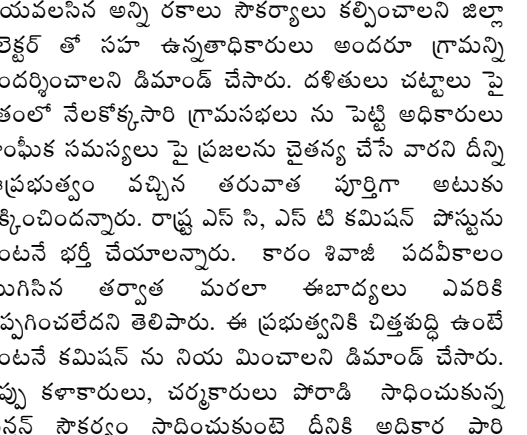 యవలసిన అన్ని రకాలు సౌకర్యాలు కల్పించాలని జిల్లా
లెక్టర్ తో సహ ఉన్నతాధికారులు అందరూ గ్రామన్ని
ందర్శించాలని డిమాండ్ చేసారు. దళితులు చట్టాలు పై
తంలో నేలకోక్కసారి గ్రామసభలు ను పెట్టి అధికారులు
ాంఘీక సమస్యలు పై ప్రజలను చైతన్య చేసే వారని దీన్ని
ప్రభుత్వం వచ్చిన తరువాత పూర్తిగా అటుకు
క్కించిందన్నారు. రాష్ట్ర ఎస్ సి, ఎస్ టి కమిషన్ పోస్టును
ంటనే భర్తీ చేయాలన్నారు. కారం శివాజీ పదవీకాలం
ుగిసిన తర్వాత మరలా ఈబాద్యలు ఎవరికి
ప్పగించలేదని తెలిపారు. ఈ ప్రభుత్వనికి చిత్తశుద్ధి ఉంటే
ంటనే కమిషన్ ను నియ మించాలని డిమాండ్ చేసారు.
ప్పు కళాకారులు, చర్మకారులు పోరాడి సాధించుకున్న
న్షన్ సౌకర్యం సాదించుకుంటె దీనికి అదికార పారి